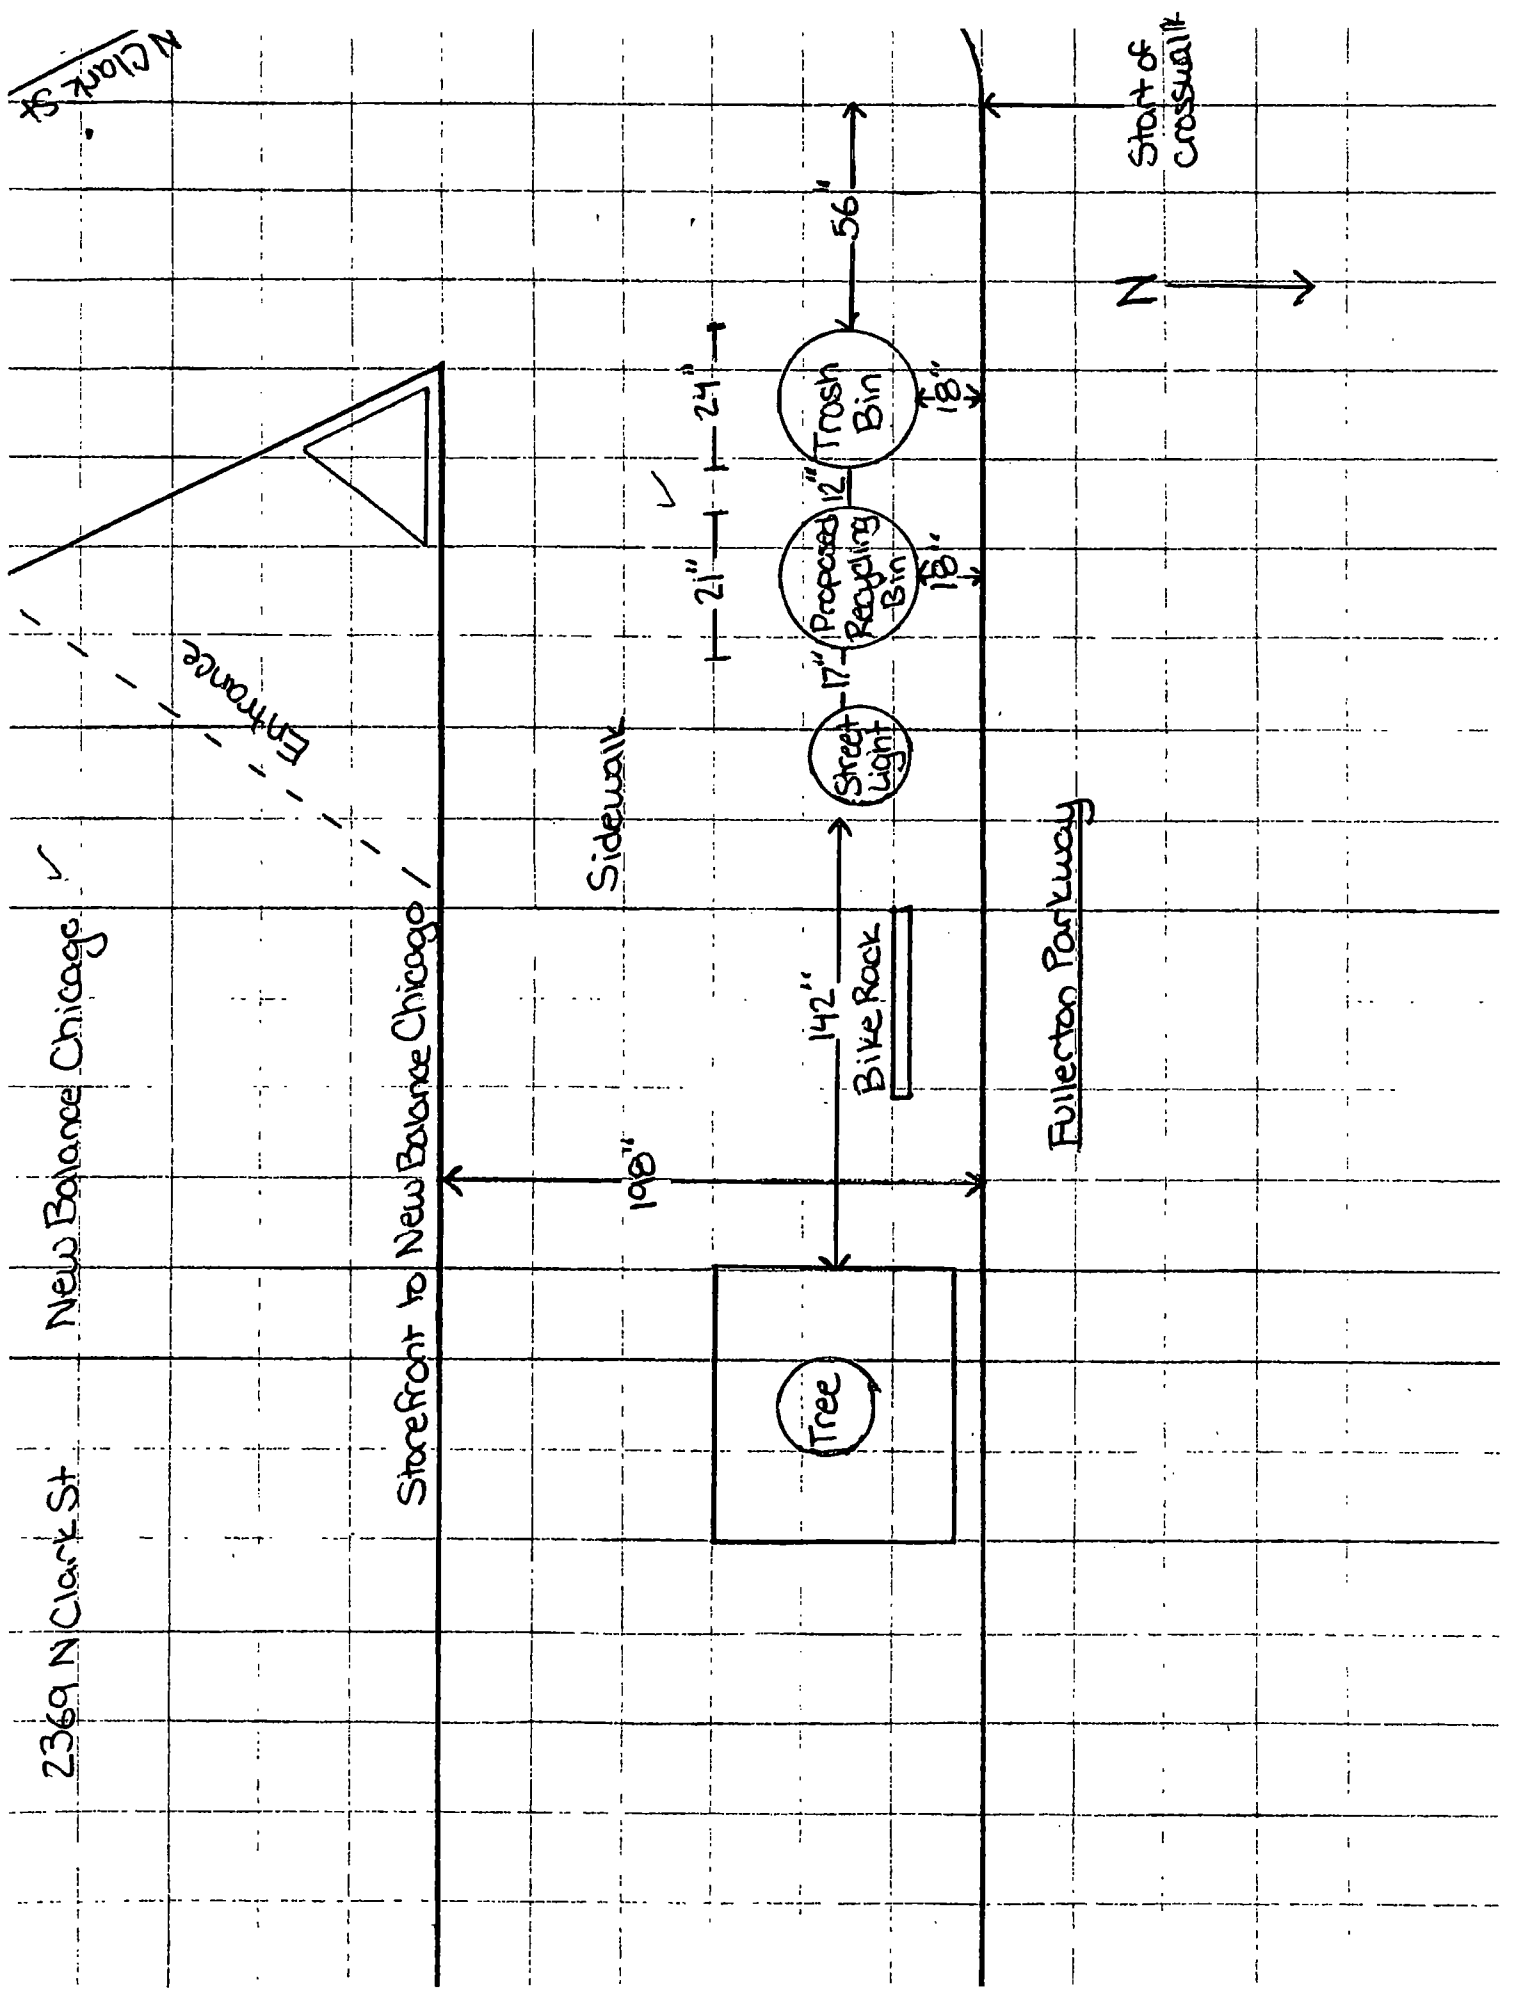 2369 N Clark St
New Balance Chicago
N Clark St
Entrance
Storefront to New Balance Chicago
Sidewalk
198"
21"
24"
142"
Bike Rack
Tree
Street
Light
17"
Proposed
Recycling
Bin
12"
Trash
Bin
56"
18"
18"
Fullerton Parkway
N
Start of
crosswalk